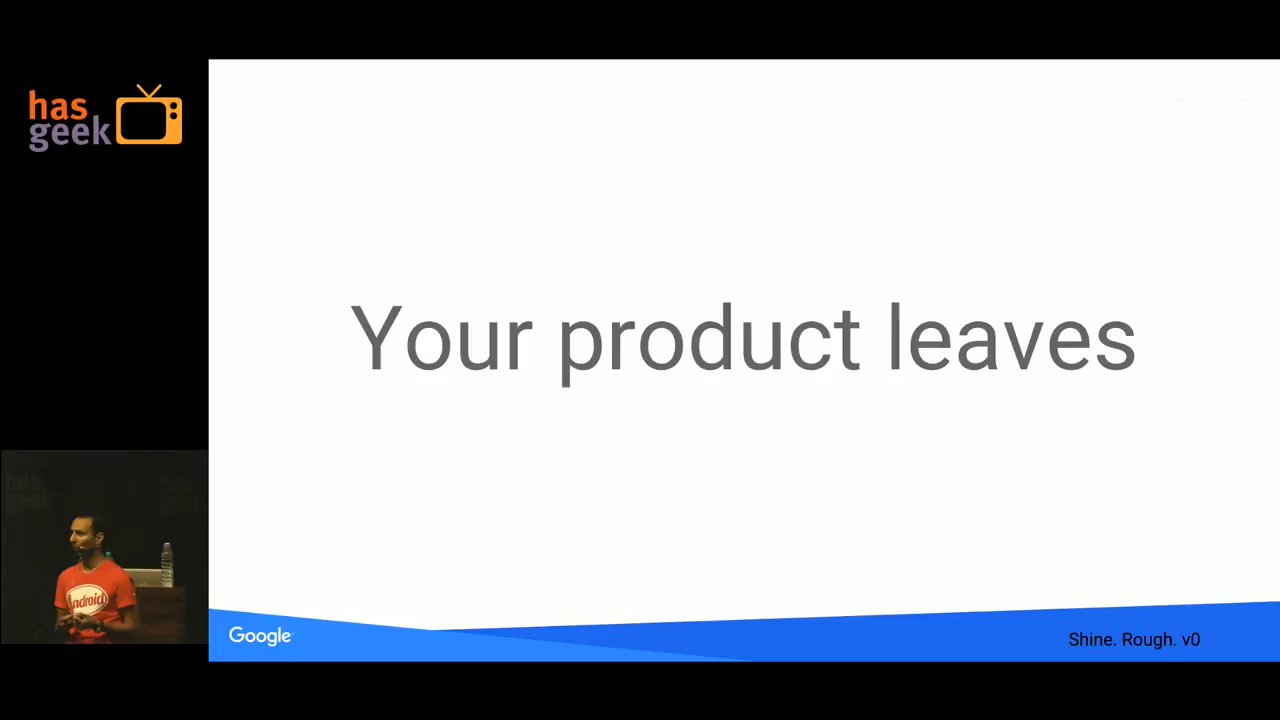 has
geek
Your product leaves
Android
Google
Shine. Rough. v0